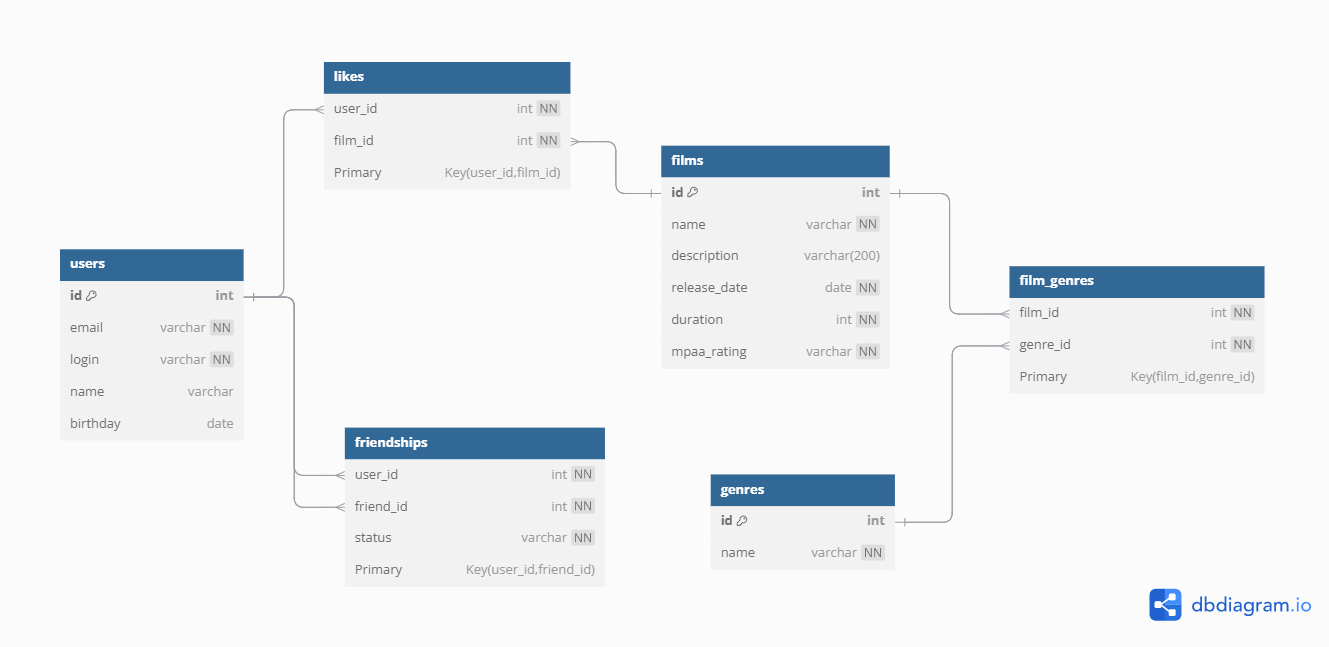 likes
user_id int NN
film_id int NN
Primary Key(user_id,film_id)
films
id int
name varchar NN
description varchar(200)
release_date date NN
duration int NN
mpaa_rating varchar NN
users
id int
email varchar NN
login varchar NN
name varchar
birthday date
film_genres
film_id int NN
genre_id int NN
Primary Key(film_id,genre_id)
friendships
user_id int NN
friend_id int NN
status varchar NN
Primary Key(user_id,friend_id)
genres
id int
name varchar NN
dbdiagram.io